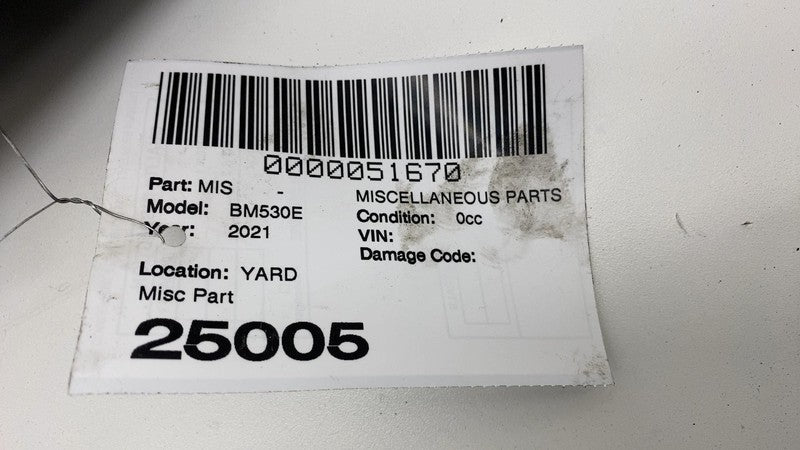 0000051670
Part: MIS - MISCELLANEOUS PARTS
Model: BM530E Condition: 0cc
Year: 2021 VIN:
Damage Code:
Location: YARD
Misc Part
25005